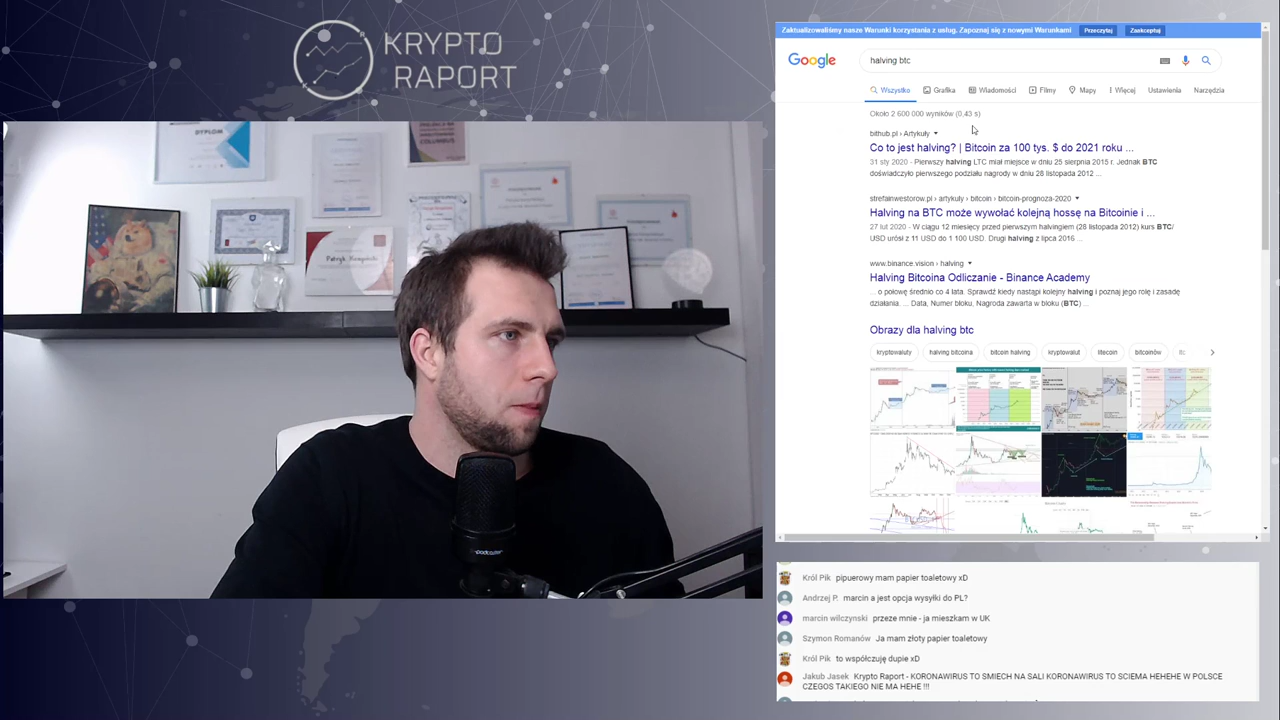 KRYPTO
RAPORT
DYPLOM
Zaktualizowaliśmy nasze Warunki korzystania z usług. Zapoznaj się z nowymi Warunkami
Przeczytaj
Zaakceptuj
Google
halving btc
Wszystko
Grafika
Wiadomości
Filmy
Mapy
Więcej
Ustawienia
Narzędzia
Około 2 600 000 wyników (0,43 s)
bithub.pl › Artykuły
Co to jest halving? | Bitcoin za 100 tys. $ do 2021 roku ...
31 sty 2020 - Pierwszy halving LTC miał miejsce w dniu 25 sierpnia 2015 r. Jednak BTC
doświadczyło pierwszego podziału nagrody w dniu 28 listopada 2012 ...
strefainwestorow.pl › artykuly › bitcoin › bitcoin-prognoza-2020
Halving na BTC może wywołać kolejną hossę na Bitcoinie i ...
27 lut 2020 - W ciągu 12 miesięcy przed pierwszym halvingiem (28 listopada 2012) kurs BTC/
USD urósł z 11 USD do 1 100 USD. Drugi halving z lipca 2016 ...
www.binance.vision › halving
Halving Bitcoina Odliczanie - Binance Academy
... o połowę średnio co 4 lata. Sprawdź kiedy nastąpi kolejny halving i poznaj jego rolę i zasadę
działania. ... Data, Numer bloku, Nagroda zawarta w bloku (BTC) ...
Obrazy dla halving btc
kryptowaluty
halving bitcoina
bitcoin halving
kryptowalut
litecoin
bitcoinów
ltc
Król Pik pipuerowy mam papier toaletowy xD
Andrzej P. marcin a jest opcja wysyłki do PL?
marcin wilczynski przeze mnie - ja mieszkam w UK
Szymon Romanów Ja mam złoty papier toaletowy
Król Pik to współczuję dupie xD
Jakub Jasek Krypto Raport - KORONAWIRUS TO SMIECH NA SALI KORONAWIRUS TO SCIEMA HEHEHE W POLSCE
CZEGOS TAKIEGO NIE MA HEHE !!!